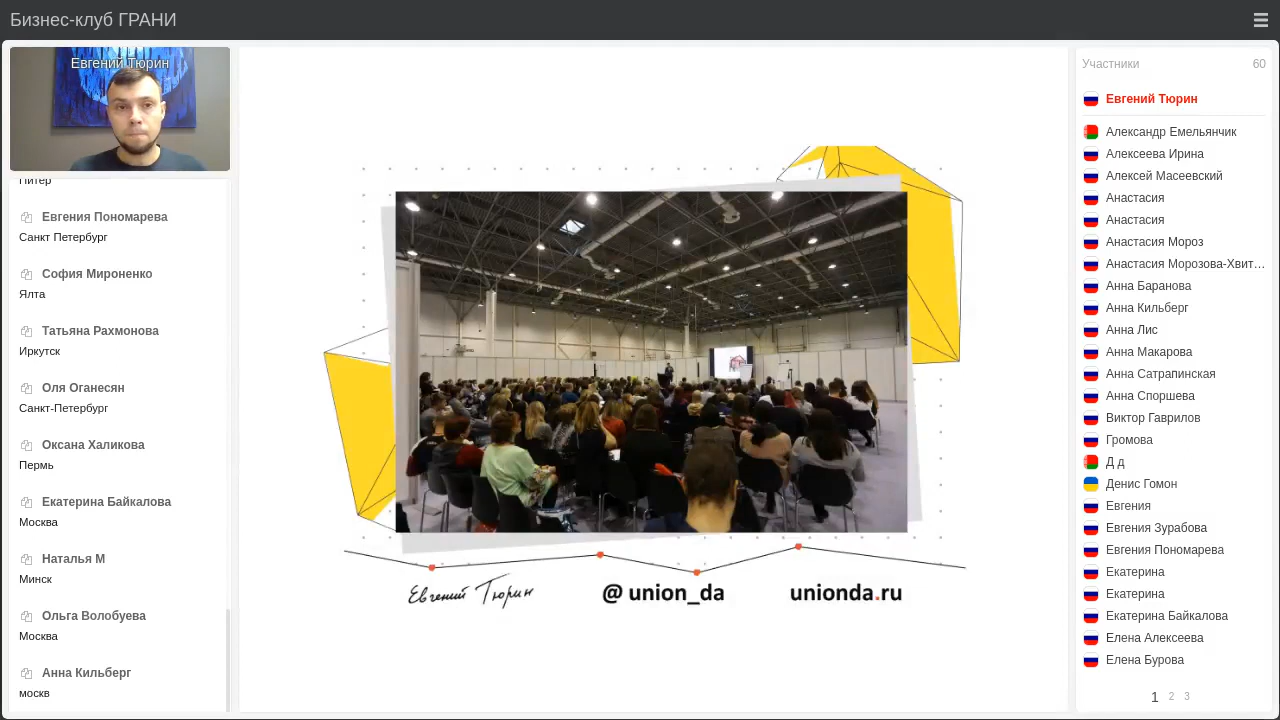 Бизнес-клуб ГРАНИ
Евгений Тюрин
Питер
Евгения Пономарева
Санкт Петербург
София Мироненко
Ялта
Татьяна Рахмонова
Иркутск
Оля Оганесян
Санкт-Петербург
Оксана Халикова
Пермь
Екатерина Байкалова
Москва
Наталья М
Минск
Ольга Волобуева
Москва
Анна Кильберг
москв
Евгений Тюрин
@ union_da
unionda.ru
Участники 60
Евгений Тюрин
Александр Емельянчик
Алексеева Ирина
Алексей Масеевский
Анастасия
Анастасия
Анастасия Мороз
Анастасия Морозова-Хвит…
Анна Баранова
Анна Кильберг
Анна Лис
Анна Макарова
Анна Сатрапинская
Анна Споршева
Виктор Гаврилов
Громова
Д д
Денис Гомон
Евгения
Евгения Зурабова
Евгения Пономарева
Екатерина
Екатерина
Екатерина Байкалова
Елена Алексеева
Елена Бурова
1 2 3